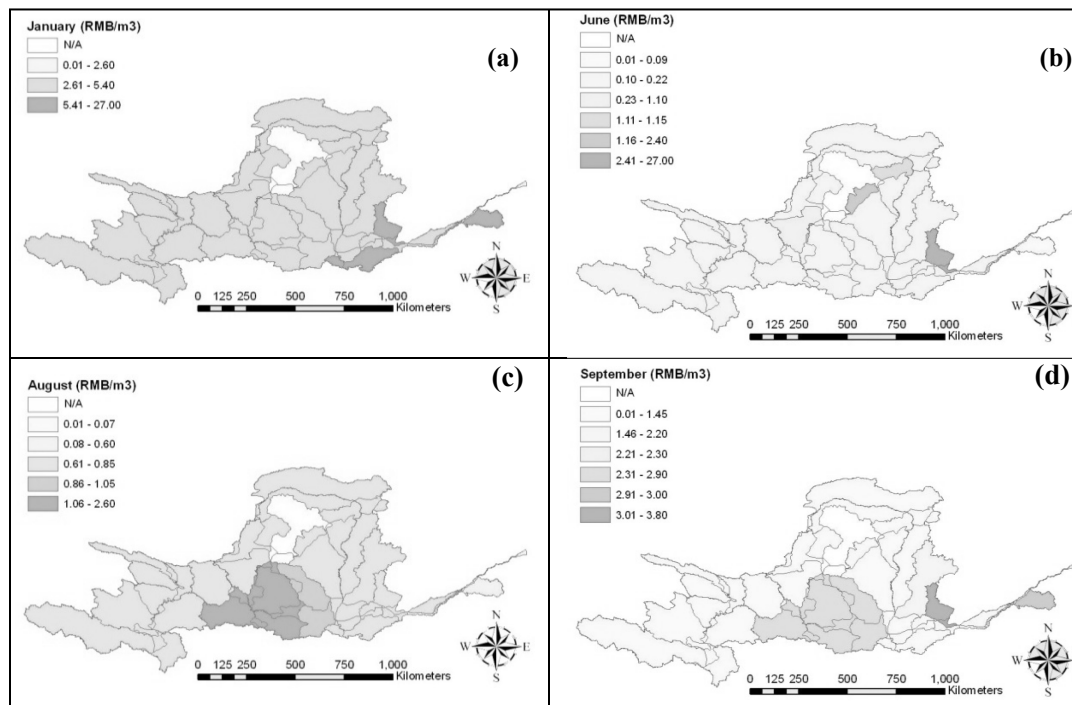 January (RMB/m3)
N/A
0.01 - 2.60
2.61 - 5.40
5.41 - 27.00
(a)
N
W E
S
0 125 250 500 750 1,000
Kilometers
June (RMB/m3)
N/A
0.01 - 0.09
0.10 - 0.22
0.23 - 1.10
1.11 - 1.15
1.16 - 2.40
2.41 - 27.00
(b)
N
W E
S
0 125 250 500 750 1,000
Kilometers
August (RMB/m3)
N/A
0.01 - 0.07
0.08 - 0.60
0.61 - 0.85
0.86 - 1.05
1.06 - 2.60
(c)
N
W E
S
0 125 250 500 750 1,000
Kilometers
September (RMB/m3)
N/A
0.01 - 1.45
1.46 - 2.20
2.21 - 2.30
2.31 - 2.90
2.91 - 3.00
3.01 - 3.80
(d)
N
W E
S
0 125 250 500 750 1,000
Kilometers